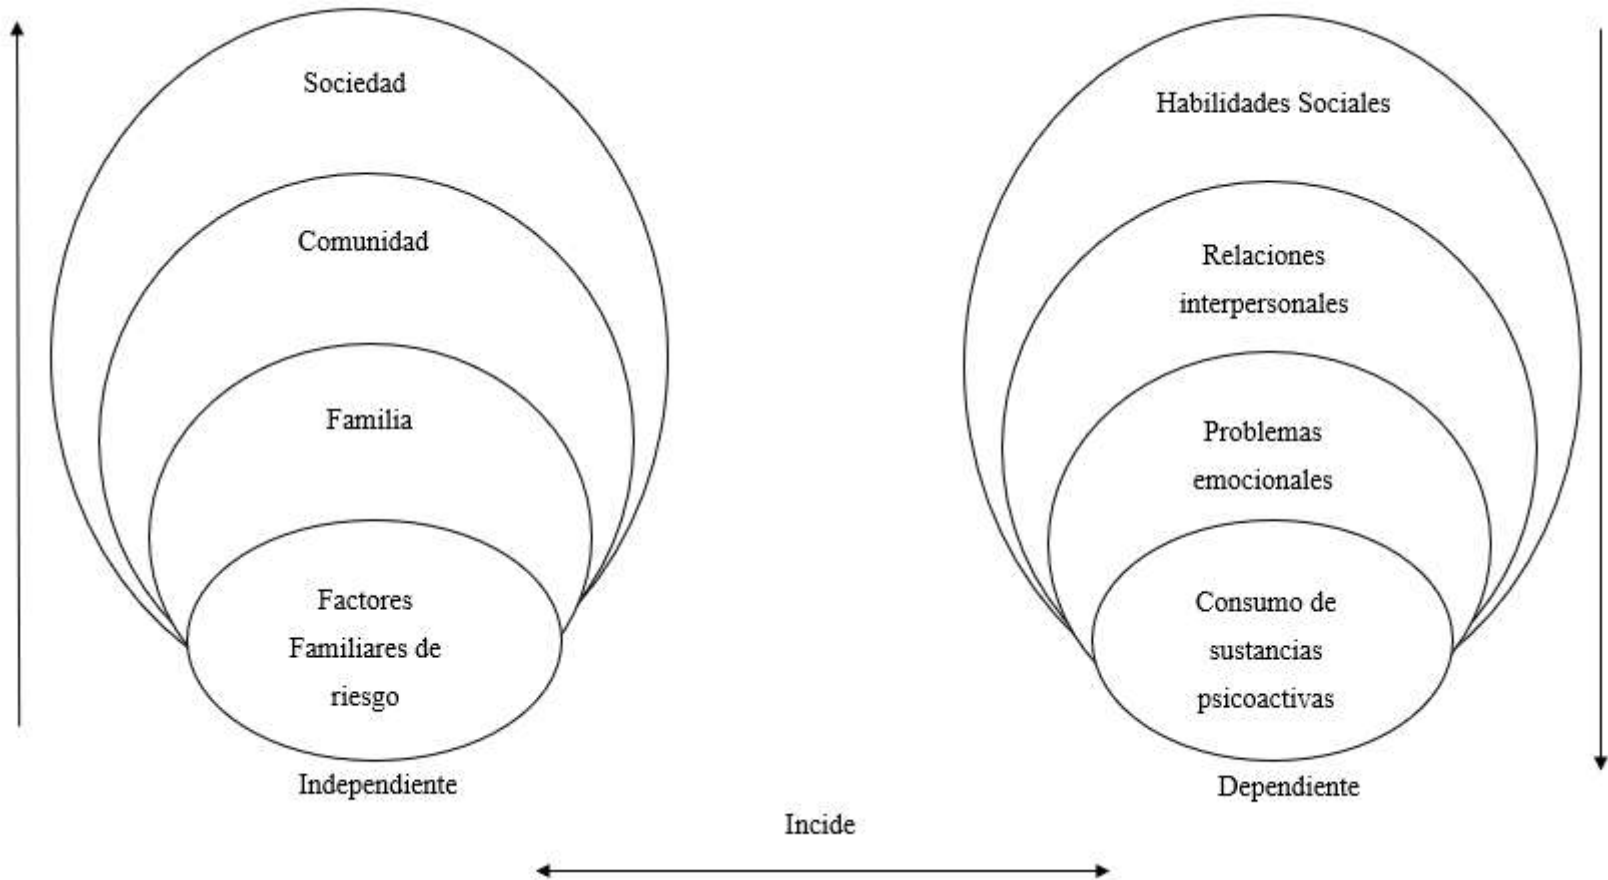 Sociedad
Comunidad
Familia
Factores
Familiares de
riesgo
Independiente
Habilidades Sociales
Relaciones
interpersonales
Problemas
emocionales
Consumo de
sustancias
psicoactivas
Dependiente
Incide